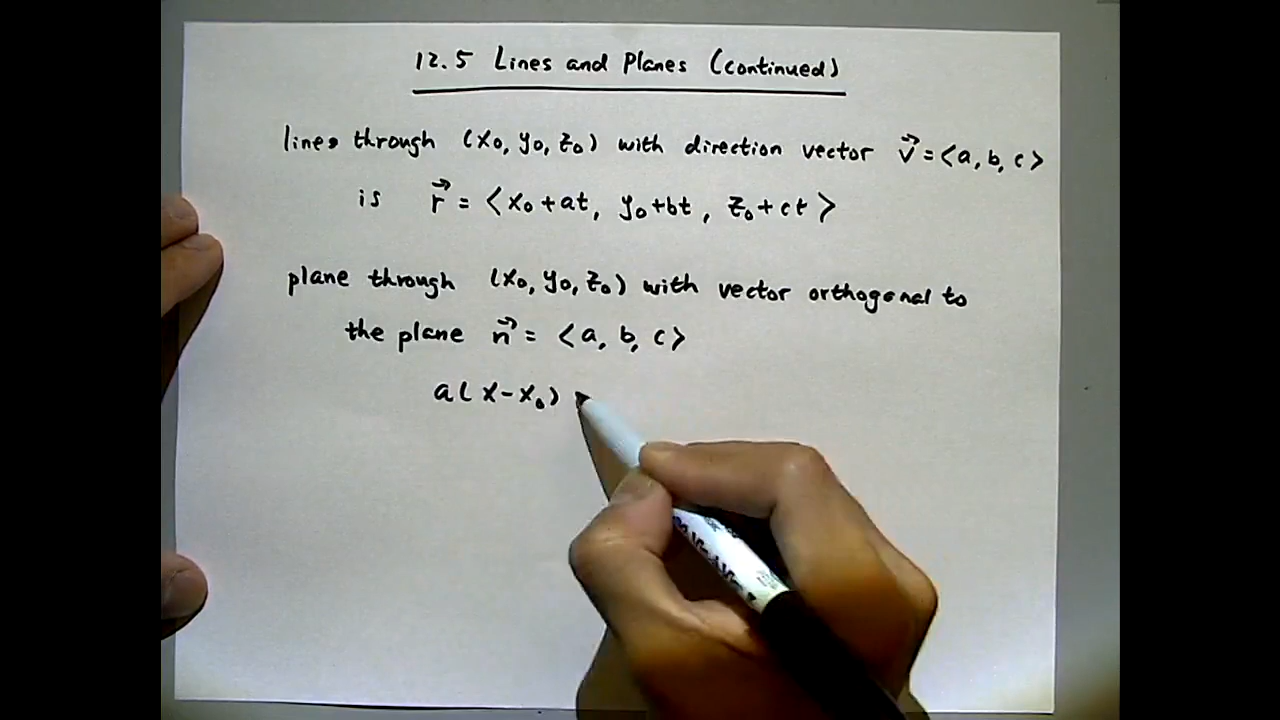 12.5 Lines and Planes (continued)
lines through (x₀, y₀, z₀) with direction vector v⃗ = ⟨a, b, c⟩
is r⃗ = ⟨x₀+at, y₀+bt, z₀+ct⟩
plane through (x₀, y₀, z₀) with vector orthogonal to
the plane n⃗ = ⟨a, b, c⟩
a(x-x₀)